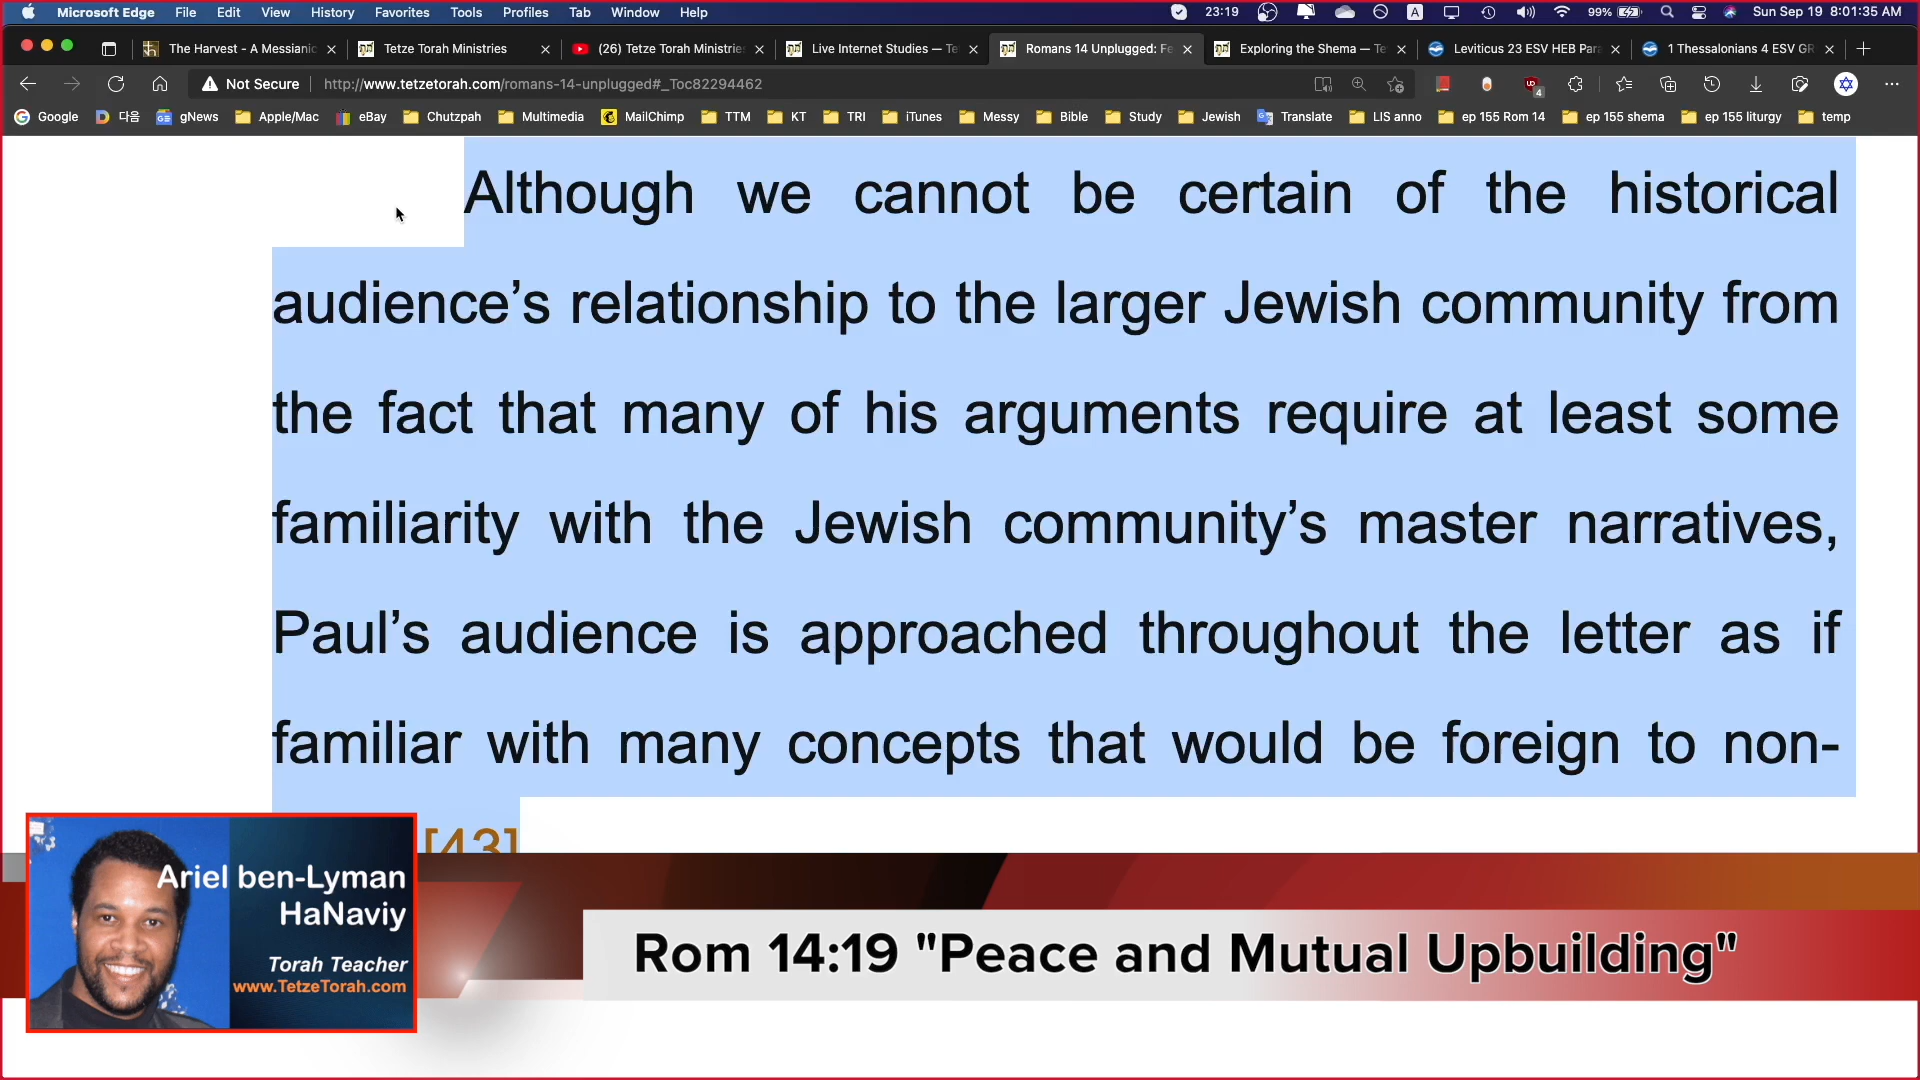 Microsoft Edge File Edit View History Favorites Tools Profiles Tab Window Help 23:19 A 99% Sun Sep 19 8:01:35 AM
The Harvest - A Messianic Tetze Torah Ministries (26) Tetze Torah Ministries Live Internet Studies — Te Romans 14 Unplugged: Fe Exploring the Shema — Te Leviticus 23 ESV HEB Para 1 Thessalonians 4 ESV GR
Not Secure http://www.tetzetorah.com/romans-14-unplugged#_Toc82294462 4
Google 다음 gNews Apple/Mac eBay Chutzpah Multimedia MailChimp TTM KT TRI iTunes Messy Bible Study Jewish Translate LIS anno ep 155 Rom 14 ep 155 shema ep 155 liturgy temp
Although we cannot be certain of the historical
audience’s relationship to the larger Jewish community from
the fact that many of his arguments require at least some
familiarity with the Jewish community’s master narratives,
Paul’s audience is approached throughout the letter as if
familiar with many concepts that would be foreign to non-
[43]
Ariel ben-Lyman
HaNaviy
Torah Teacher
www.TetzeTorah.com
Rom 14:19 "Peace and Mutual Upbuilding"